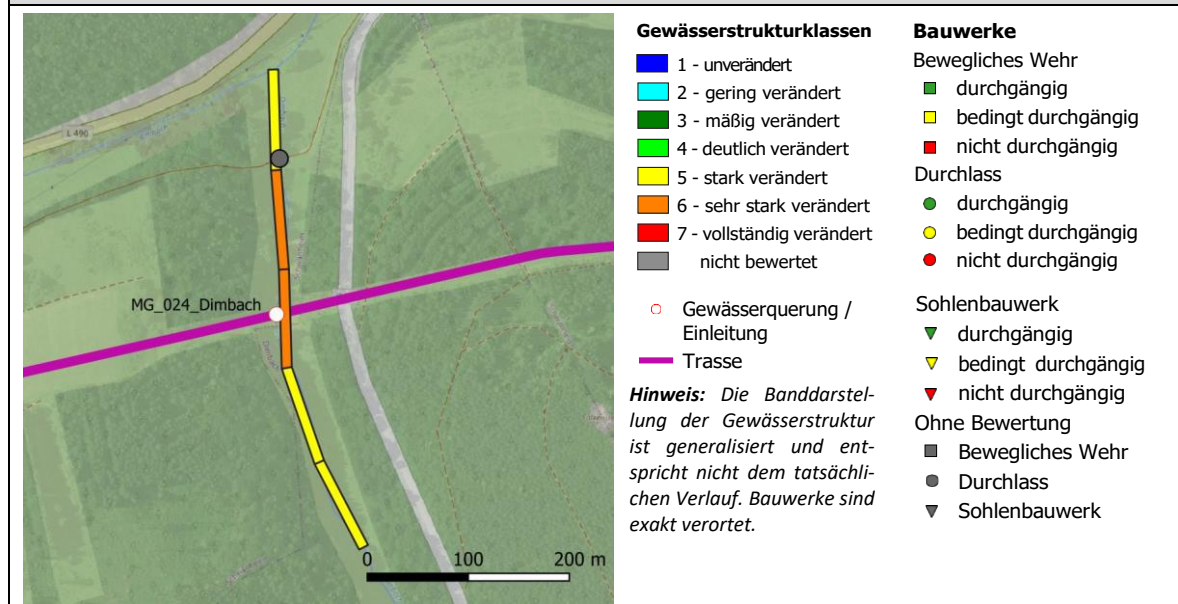 L 490
MG_024_Dimbach
Dimbach
0 100 200 m
Gewässerstrukturklassen
1 - unverändert
2 - gering verändert
3 - mäßig verändert
4 - deutlich verändert
5 - stark verändert
6 - sehr stark verändert
7 - vollständig verändert
nicht bewertet
Gewässerquerung /
Einleitung
Trasse
Hinweis: Die Banddarstel-
lung der Gewässerstruktur
ist generalisiert und ent-
spricht nicht dem tatsächli-
chen Verlauf. Bauwerke sind
exakt verortet.
Bauwerke
Bewegliches Wehr
durchgängig
bedingt durchgängig
nicht durchgängig
Durchlass
durchgängig
bedingt durchgängig
nicht durchgängig
Sohlenbauwerk
durchgängig
bedingt durchgängig
nicht durchgängig
Ohne Bewertung
Bewegliches Wehr
Durchlass
Sohlenbauwerk